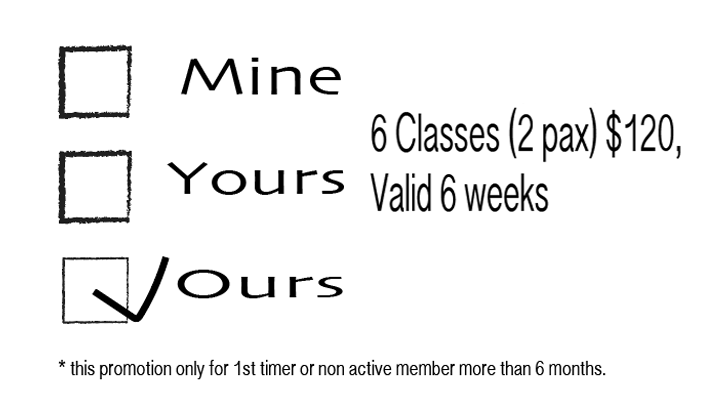 Mine
Yours
Ours
6 Classes (2 pax) $120,
Valid 6 weeks
* this promotion only for 1st timer or non active member more than 6 months.